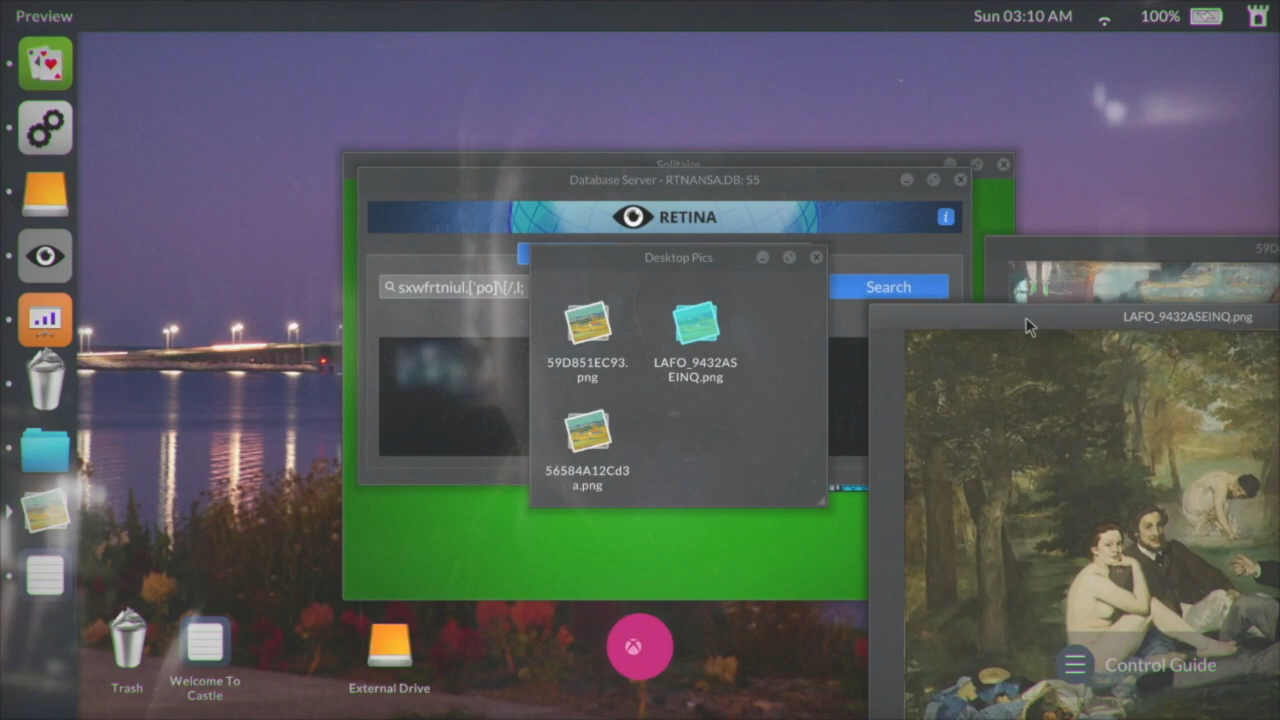 Preview
Sun 03:10 AM
100%
Solitaire
Database Server - RTNANSA.DB: S5
RETINA
i
Desktop Pics
59D
sxwfrtniul.['po]\[/,l;
Search
LAFO_9432ASEINQ.png
59D851EC93.
png
LAFO_9432AS
EINQ.png
56584A12Cd3
a.png
Trash
Welcome To
Castle
External Drive
Control Guide